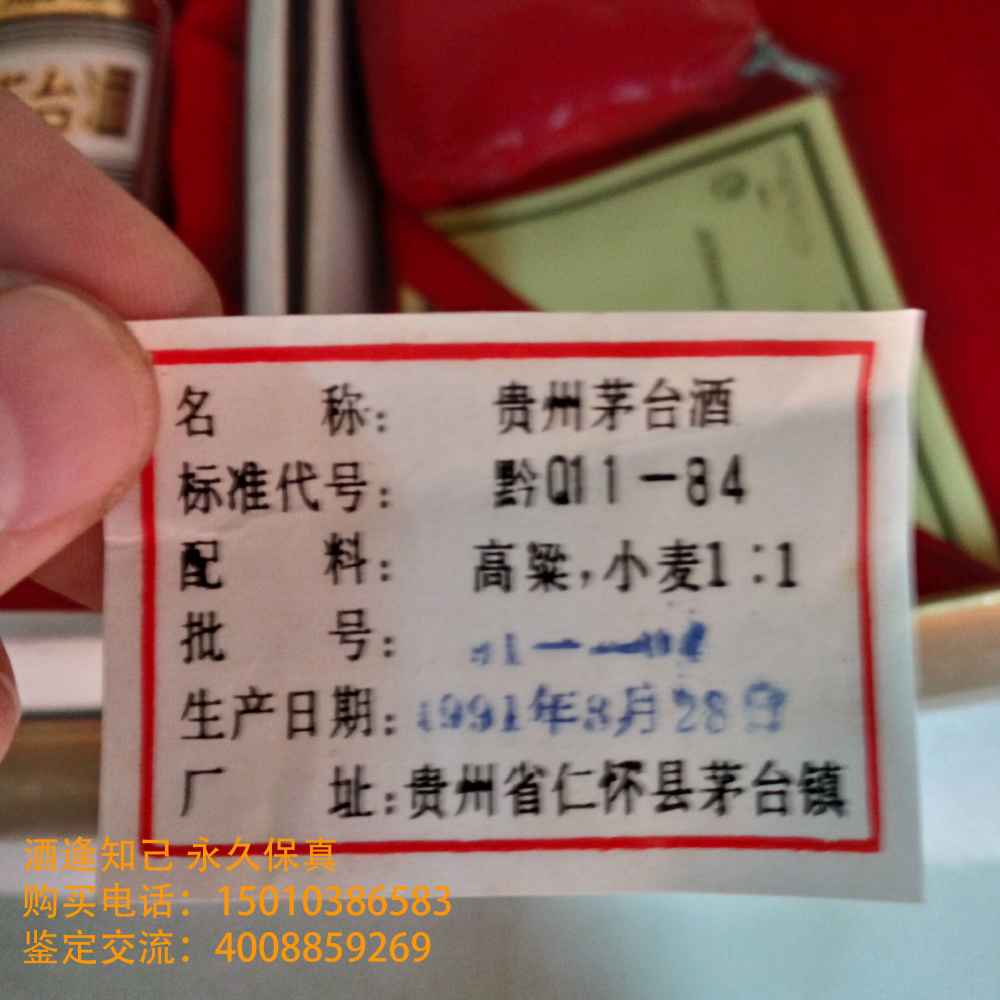 台酒
名 称: 贵州茅台酒
标准代号: 黔Q11-84
配 料: 高粱,小麦1:1
批 号:
生产日期: 1991年8月28日
厂 址:贵州省仁怀县茅台镇
酒逢知己 永久保真
购买电话：15010386583
鉴定交流：4008859269